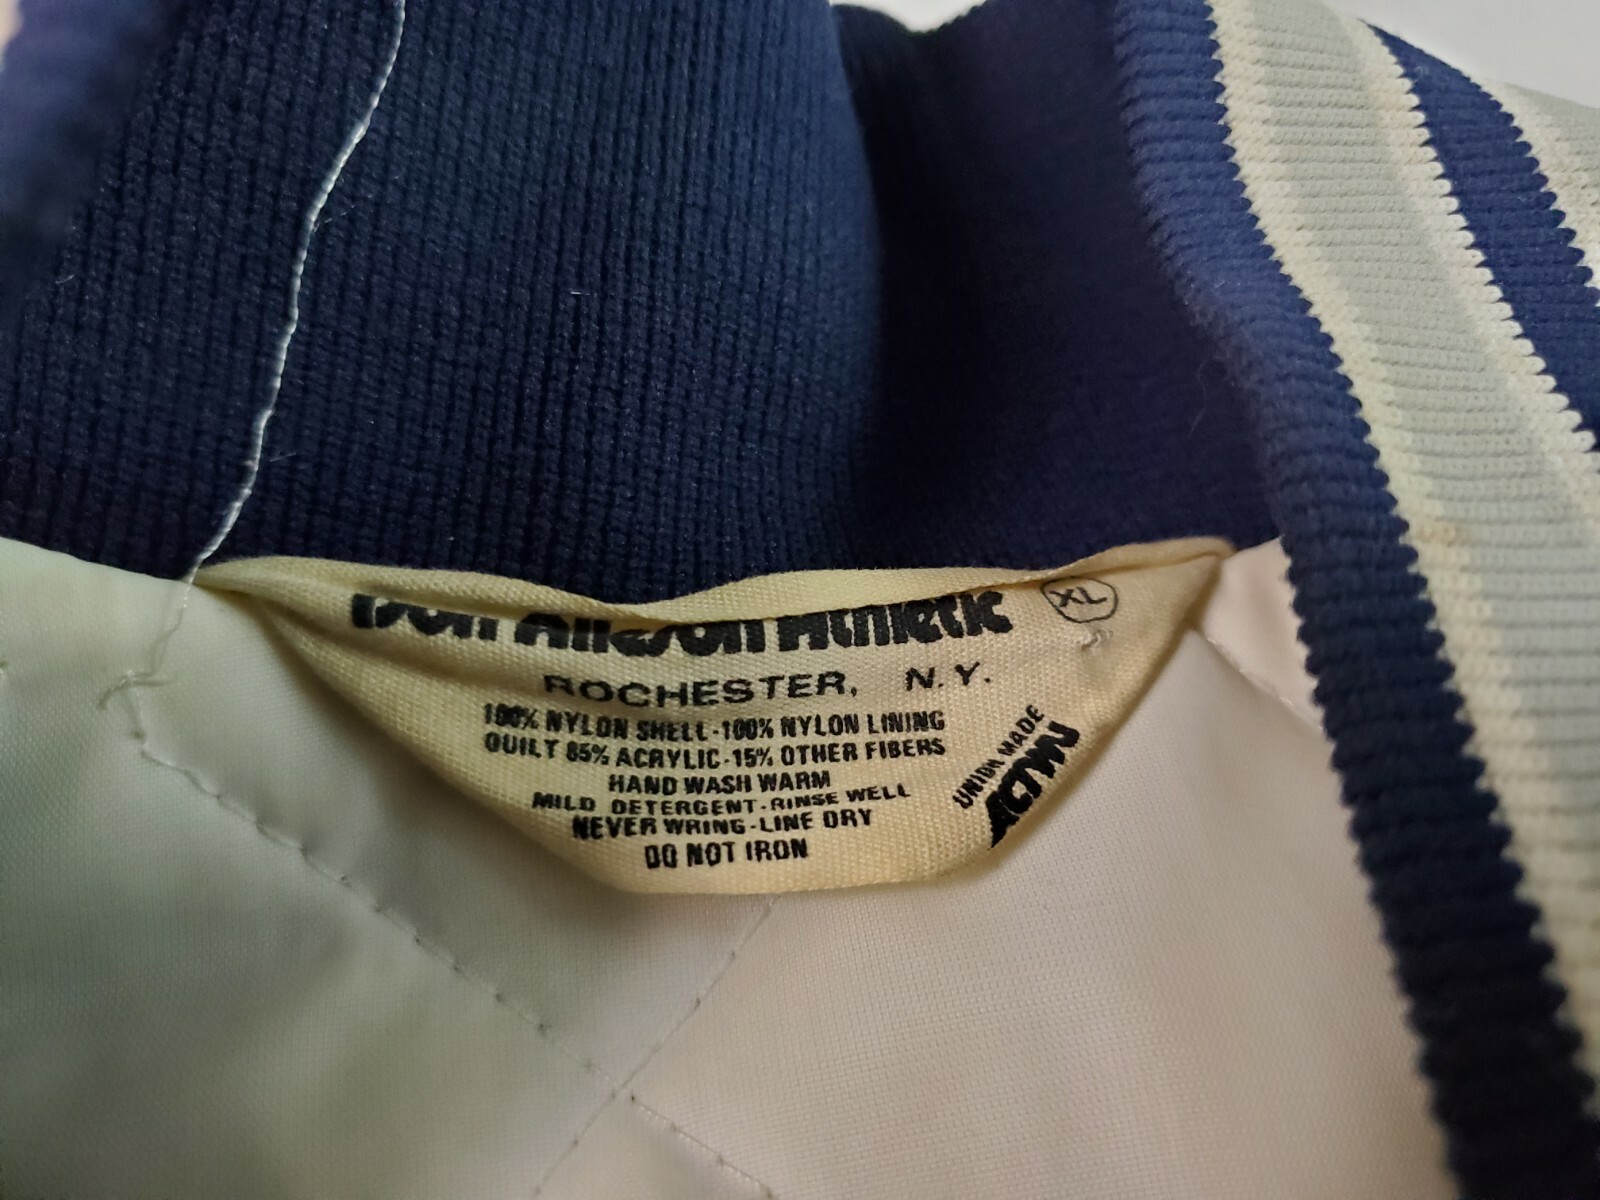 Don Alleson Athletic XL
ROCHESTER, N.Y.
100% NYLON SHELL-100% NYLON LINING
QUILT 85% ACRYLIC-15% OTHER FIBERS
HAND WASH WARM
MILD DETERGENT-RINSE WELL
NEVER WRING-LINE DRY
DO NOT IRON
UNION MADE
ACTWU